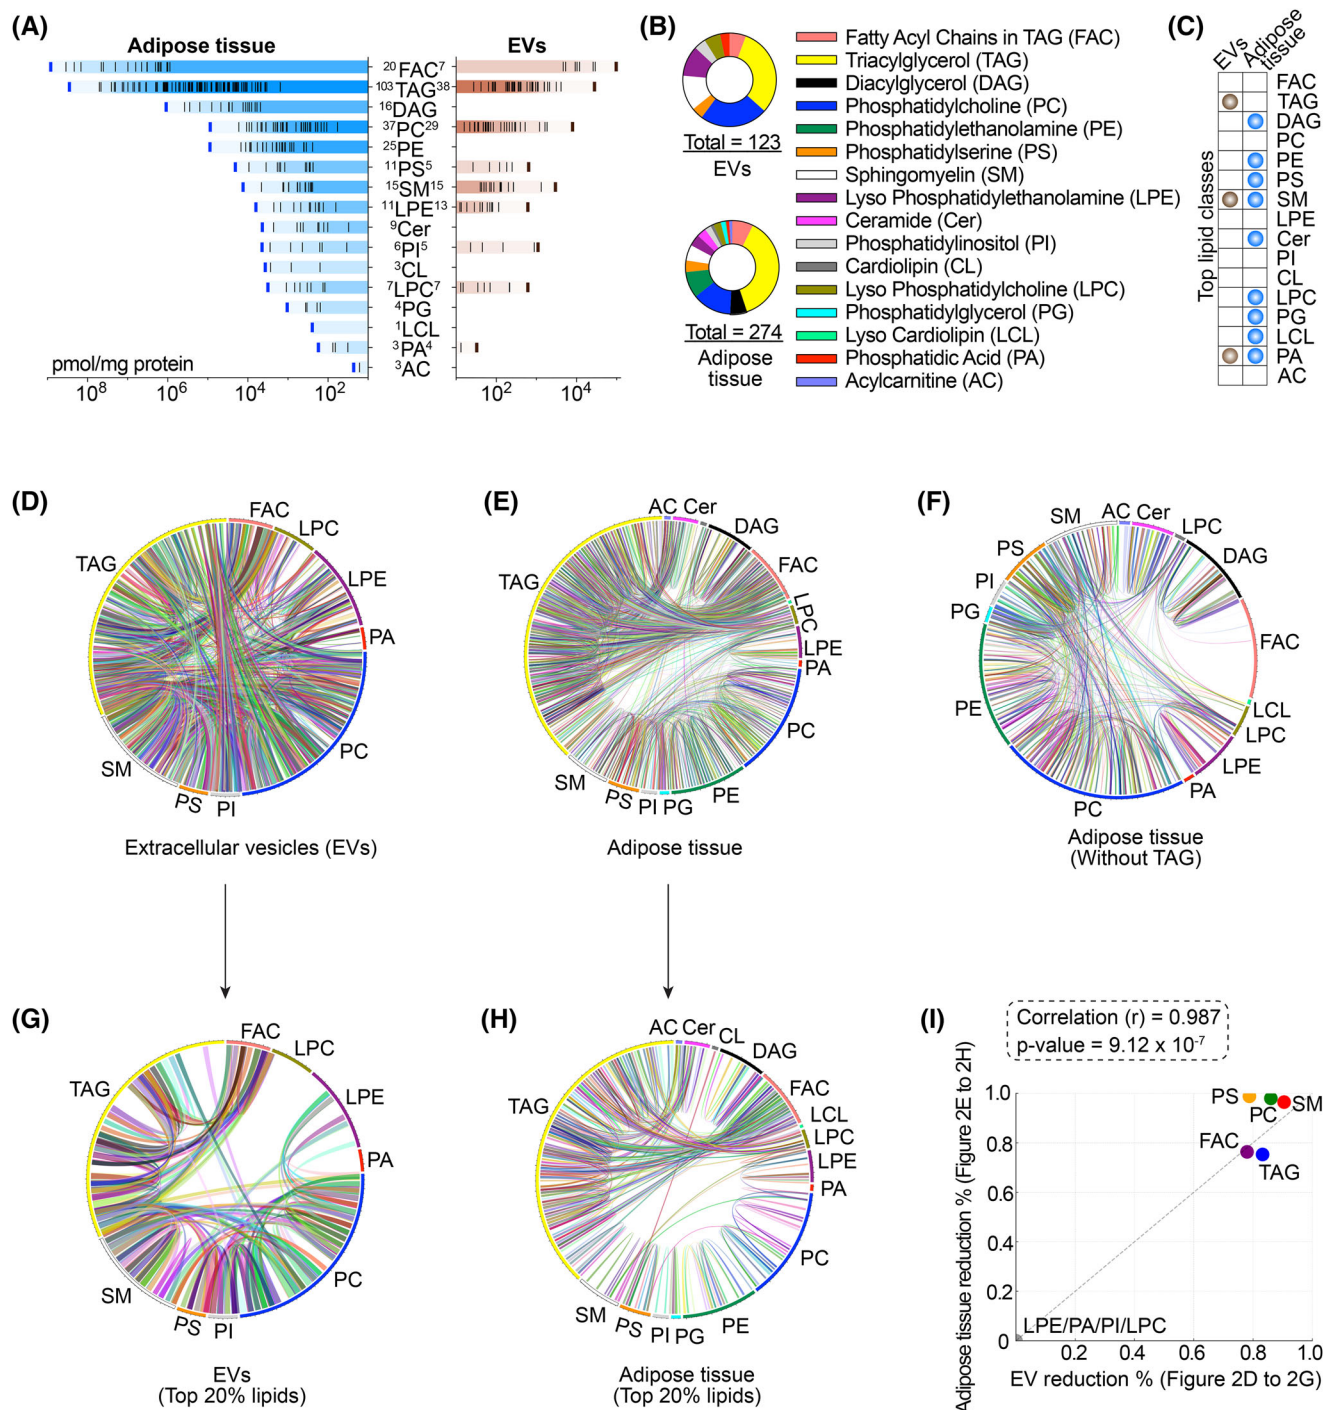 (A)
Adipose tissue
EVs
20 FAC 7
103 TAG 38
16 DAG
37 PC 29
25 PE
11 PS 5
15 SM 15
11 LPE 13
9 Cer
6 PI 5
3 CL
7 LPC 7
4 PG
1 LCL
3 PA 4
3 AC
pmol/mg protein
10⁸ 10⁶ 10⁴ 10²
10² 10⁴
(B)
Total = 123
EVs
Total = 274
Adipose
tissue
Fatty Acyl Chains in TAG (FAC)
Triacylglycerol (TAG)
Diacylglycerol (DAG)
Phosphatidylcholine (PC)
Phosphatidylethanolamine (PE)
Phosphatidylserine (PS)
Sphingomyelin (SM)
Lyso Phosphatidylethanolamine (LPE)
Ceramide (Cer)
Phosphatidylinositol (PI)
Cardiolipin (CL)
Lyso Phosphatidylcholine (LPC)
Phosphatidylglycerol (PG)
Lyso Cardiolipin (LCL)
Phosphatidic Acid (PA)
Acylcarnitine (AC)
(C)
EVs
Adipose
tissue
Top lipid classes
FAC
TAG
DAG
PC
PE
PS
SM
LPE
Cer
PI
CL
LPC
PG
LCL
PA
AC
(D)
FAC
LPC
LPE
PA
PC
PI
PS
SM
TAG
Extracellular vesicles (EVs)
(E)
AC
Cer
DAG
FAC
LPC
LPE
PA
PC
PE
PG
PI
PS
SM
TAG
Adipose tissue
(F)
AC
Cer
LPC
DAG
FAC
LCL
LPC
LPE
PA
PC
PE
PG
PI
PS
SM
Adipose tissue
(Without TAG)
(G)
FAC
LPC
LPE
PA
PC
PI
PS
SM
TAG
EVs
(Top 20% lipids)
(H)
AC
Cer
CL
DAG
FAC
LCL
LPC
LPE
PA
PC
PE
PG
PI
PS
SM
TAG
Adipose tissue
(Top 20% lipids)
(I)
Correlation (r) = 0.987
p-value = 9.12 x 10⁻⁷
Adipose tissue reduction % (Figure 2E to 2H)
1.0
0.8
0.6
0.4
0.2
0
PS
PC
SM
FAC
TAG
LPE/PA/PI/LPC
0.2 0.4 0.6 0.8 1.0
EV reduction % (Figure 2D to 2G)